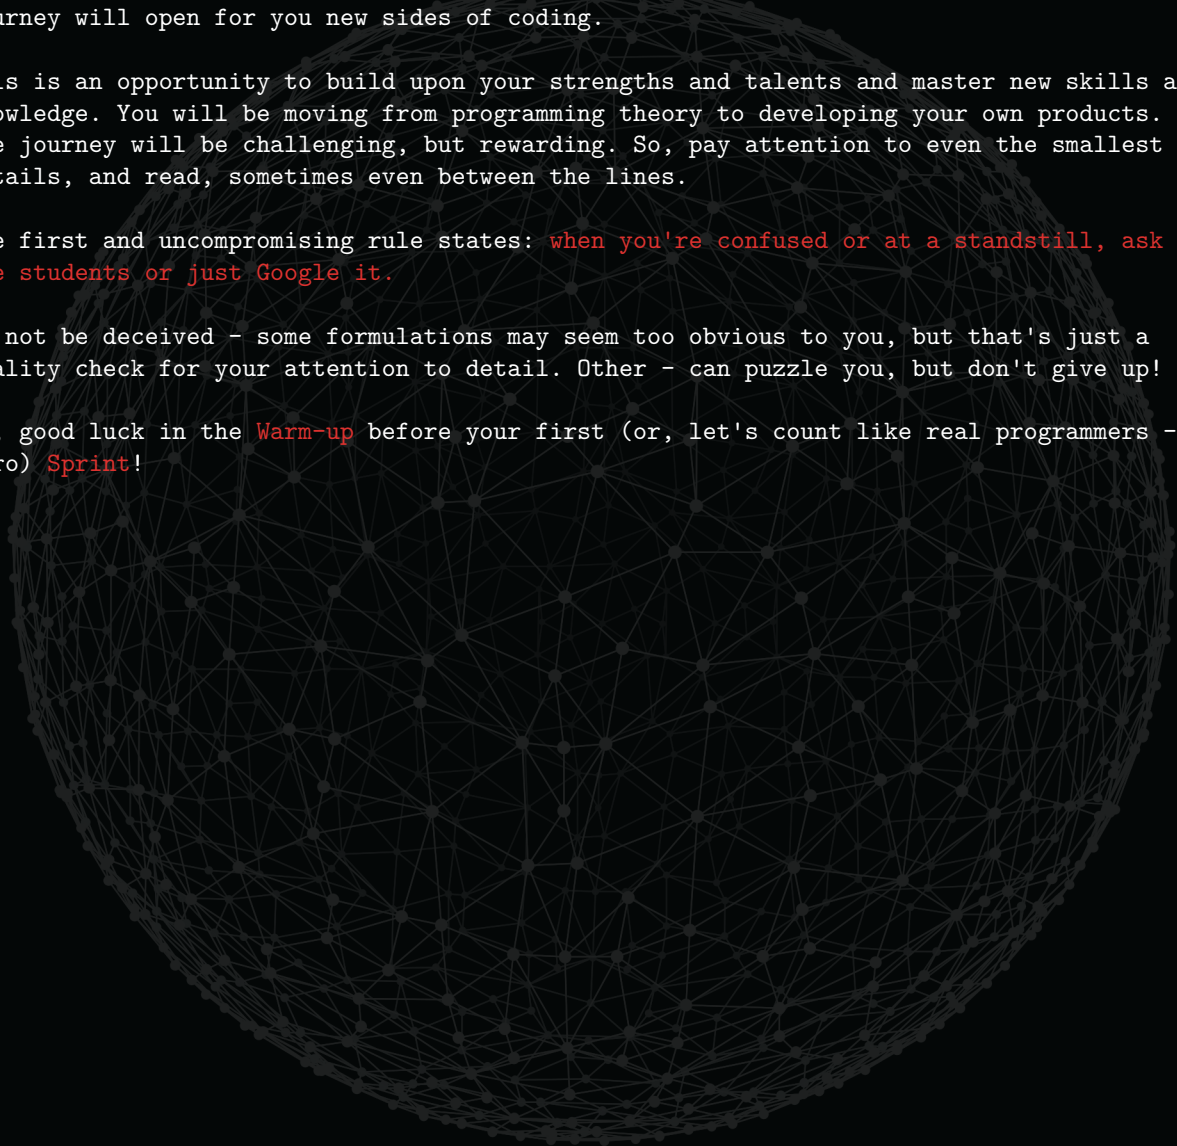 urney will open for you new sides of coding.
is is an opportunity to build upon your strengths and talents and master new skills a
owledge. You will be moving from programming theory to developing your own products.
e journey will be challenging, but rewarding. So, pay attention to even the smallest
tails, and read, sometimes even between the lines.
e first and uncompromising rule states: when you're confused or at a standstill, ask
e students or just Google it.
not be deceived - some formulations may seem too obvious to you, but that's just a
ality check for your attention to detail. Other - can puzzle you, but don't give up!
, good luck in the Warm-up before your first (or, let's count like real programmers -
ro) Sprint!